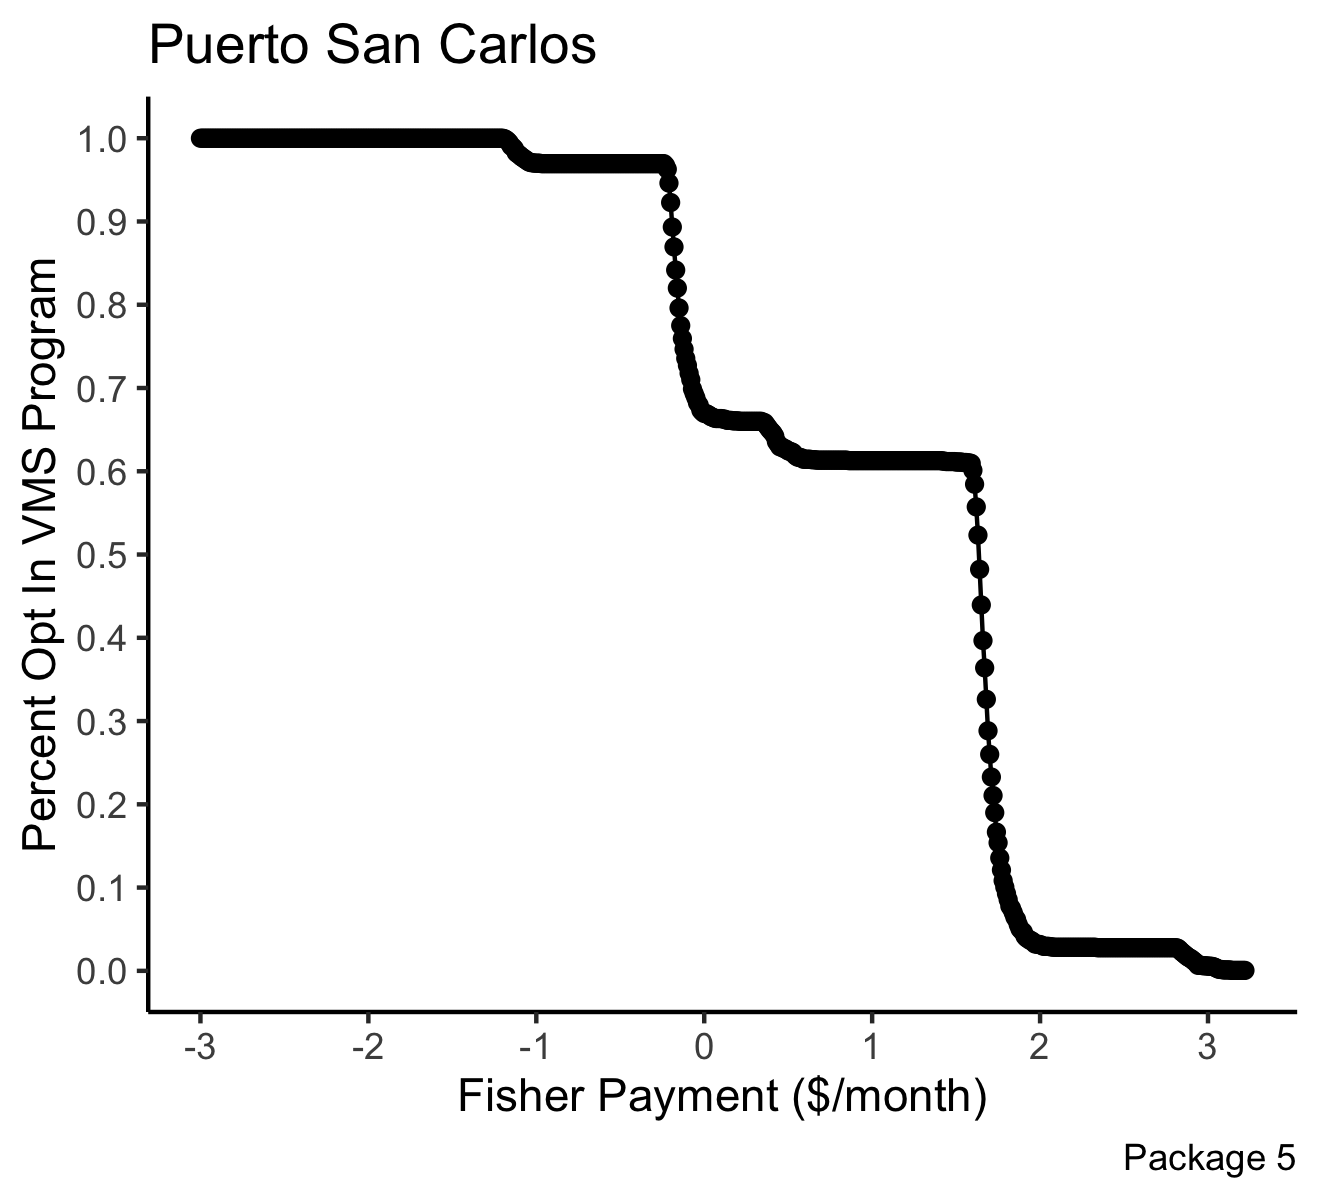 Puerto San Carlos
Percent Opt In VMS Program
1.0
0.9
0.8
0.7
0.6
0.5
0.4
0.3
0.2
0.1
0.0
-3 -2 -1 0 1 2 3
Fisher Payment ($/month)
Package 5